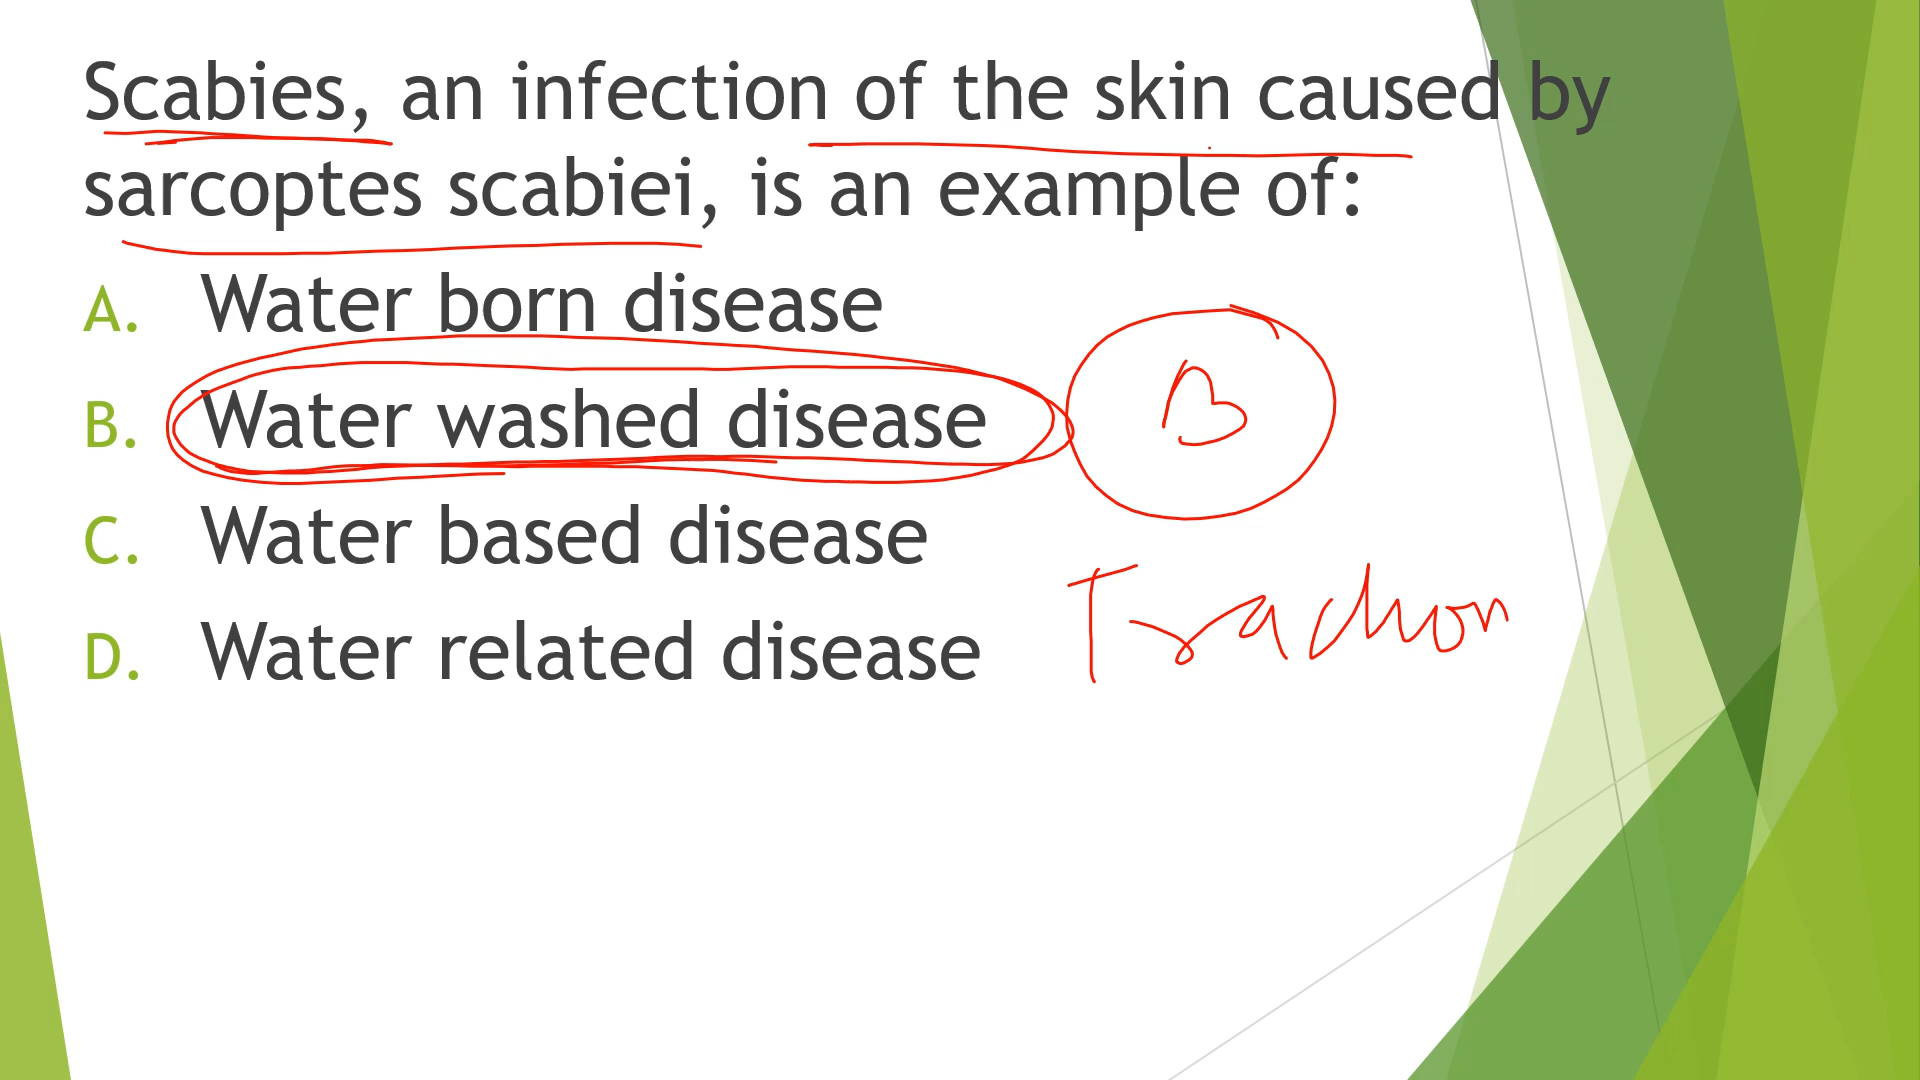 Scabies, an infection of the skin caused by
sarcoptes scabiei, is an example of:
A. Water born disease
B. Water washed disease
B
C. Water based disease
Trachom
D. Water related disease